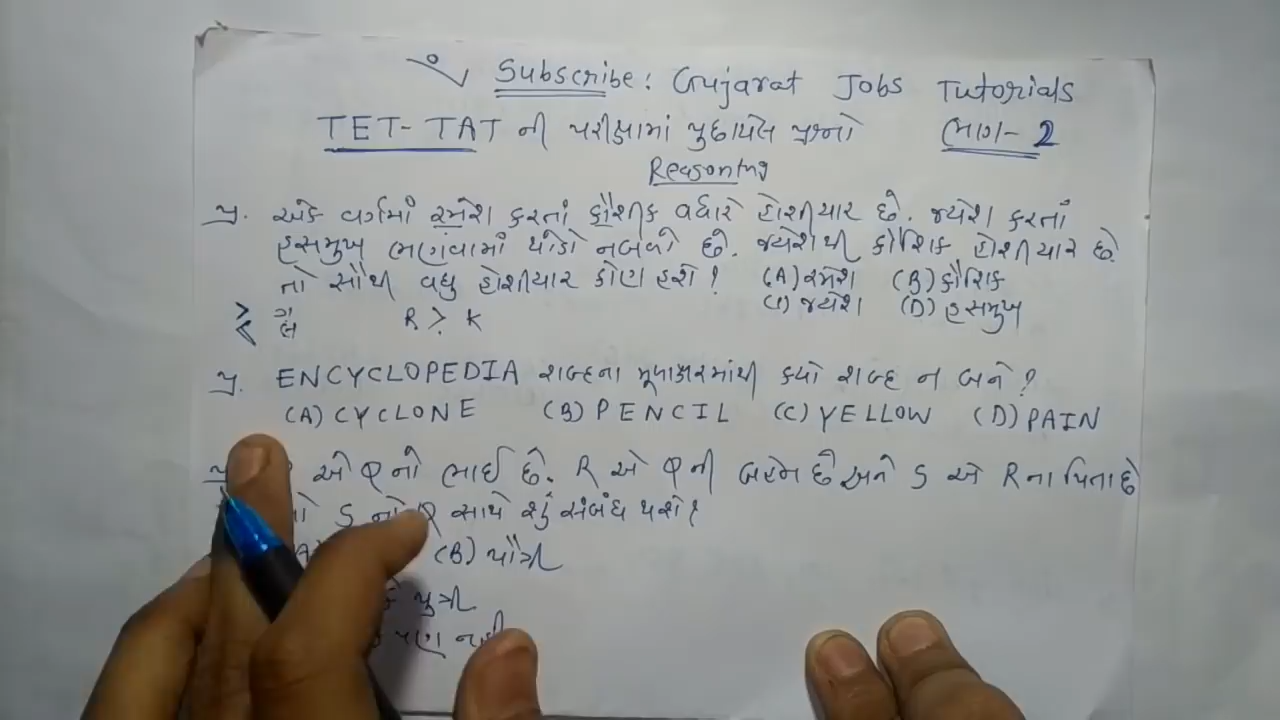 Subscribe: Gujarat Jobs Tutorials
TET-TAT ની પરીક્ષામાં પુછાયેલ પ્રશ્નો ભાગ-2
Reasoning
પ્ર. એક વર્ગમાં રમેશ કરતાં કૌશીક વધારે હોશીયાર છે. જયેશ કરતાં
હસમુખ ભણવામાં થોડો નબળો છે. જયેશથી કૌશિક હોશીયાર છે.
તો સૌથી વધુ હોશીયાર કોણ હશે? (A) રમેશ (B) કૌશિક
(C) જયેશ (D) હસમુખ
> ગ R > K
< લ
પ્ર. ENCYCLOPEDIA શબ્દના મૂળાક્ષરમાંથી કયો શબ્દ ન બને?
(A) CYCLONE (B) PENCIL (C) YELLOW (D) PAIN
પ્ર. એ Q નો ભાઈ છે. R એ Q ની બહેન છે અને S એ R ના પિતા છે
S નો Q સાથે શું સંબંધ થશે?
(B) પૌત્રી
પુત્રી
પણ નહીં